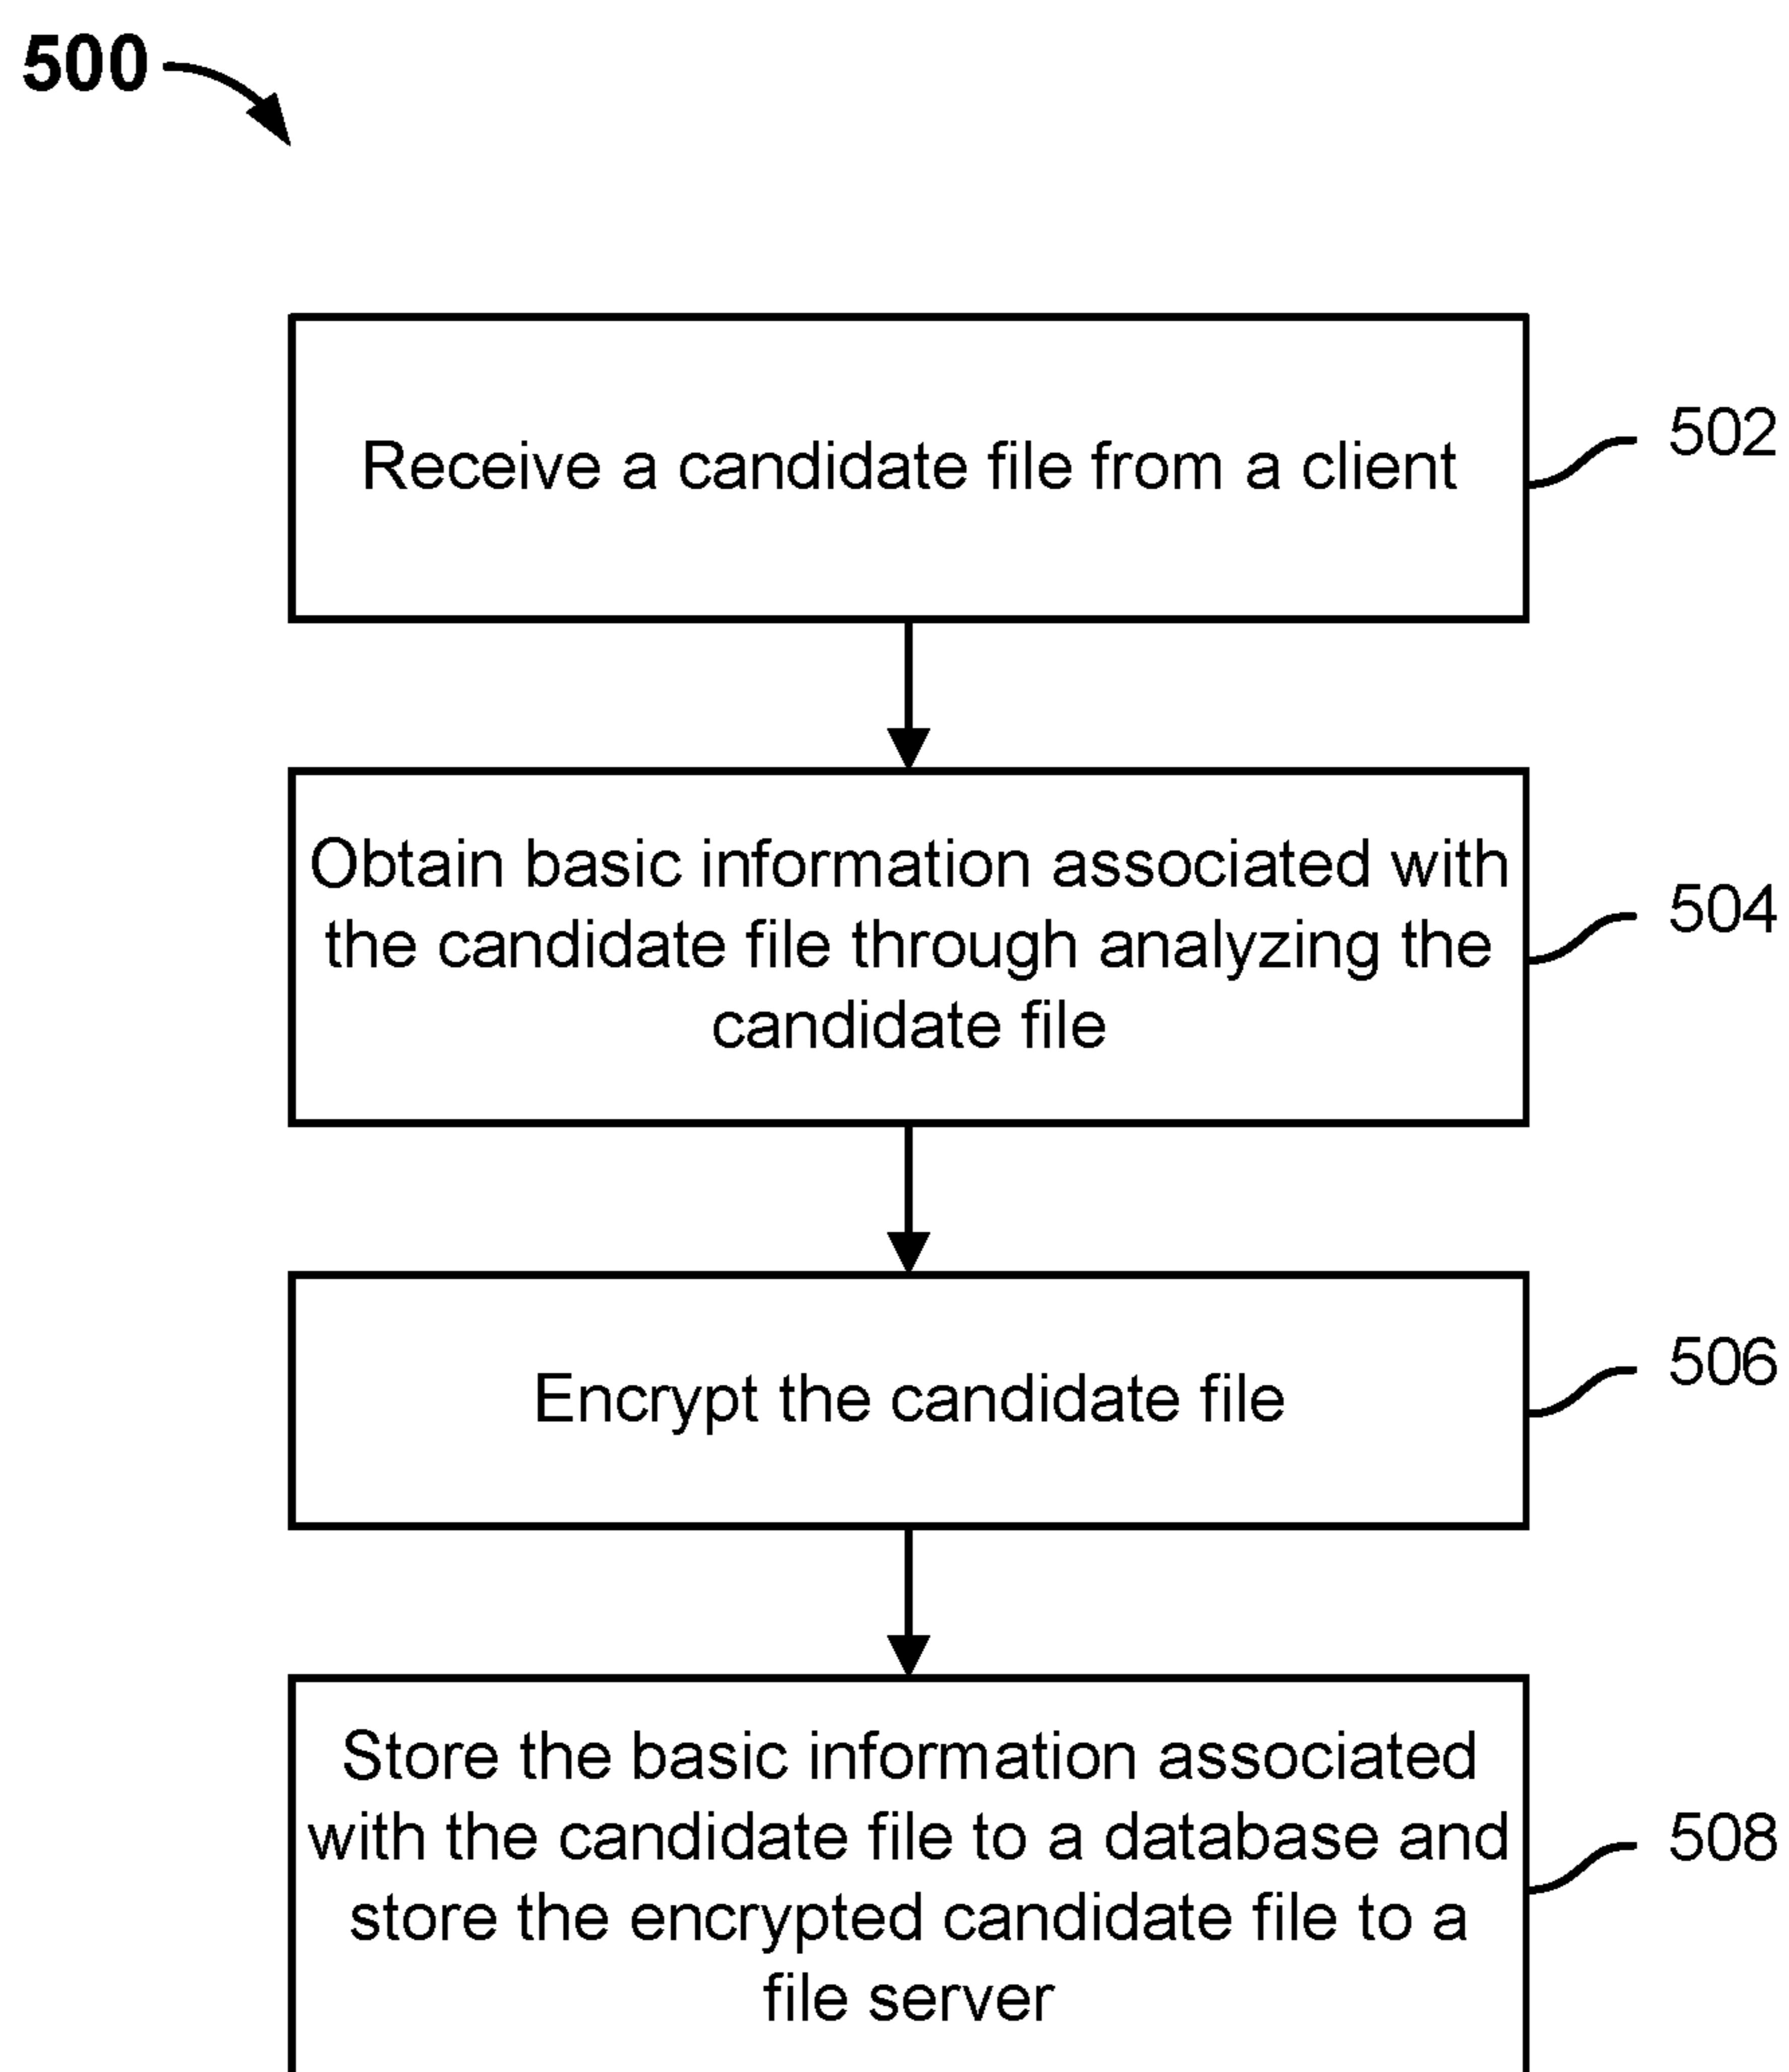 500
Receive a candidate file from a client
502
Obtain basic information associated with
the candidate file through analyzing the
candidate file
504
Encrypt the candidate file
506
Store the basic information associated
with the candidate file to a database and
store the encrypted candidate file to a
file server
508